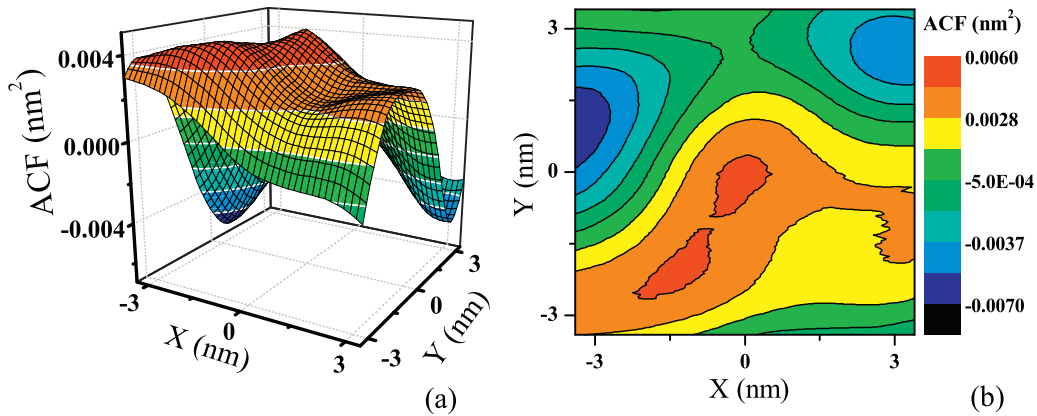 ACF (nm²)
0.004
0.000
-0.004
-3
0
3
X (nm)
-3
0
3
Y (nm)
(a)
3
0
-3
Y (nm)
-3
0
3
X (nm)
ACF (nm²)
0.0060
0.0028
-5.0E-04
-0.0037
-0.0070
(b)